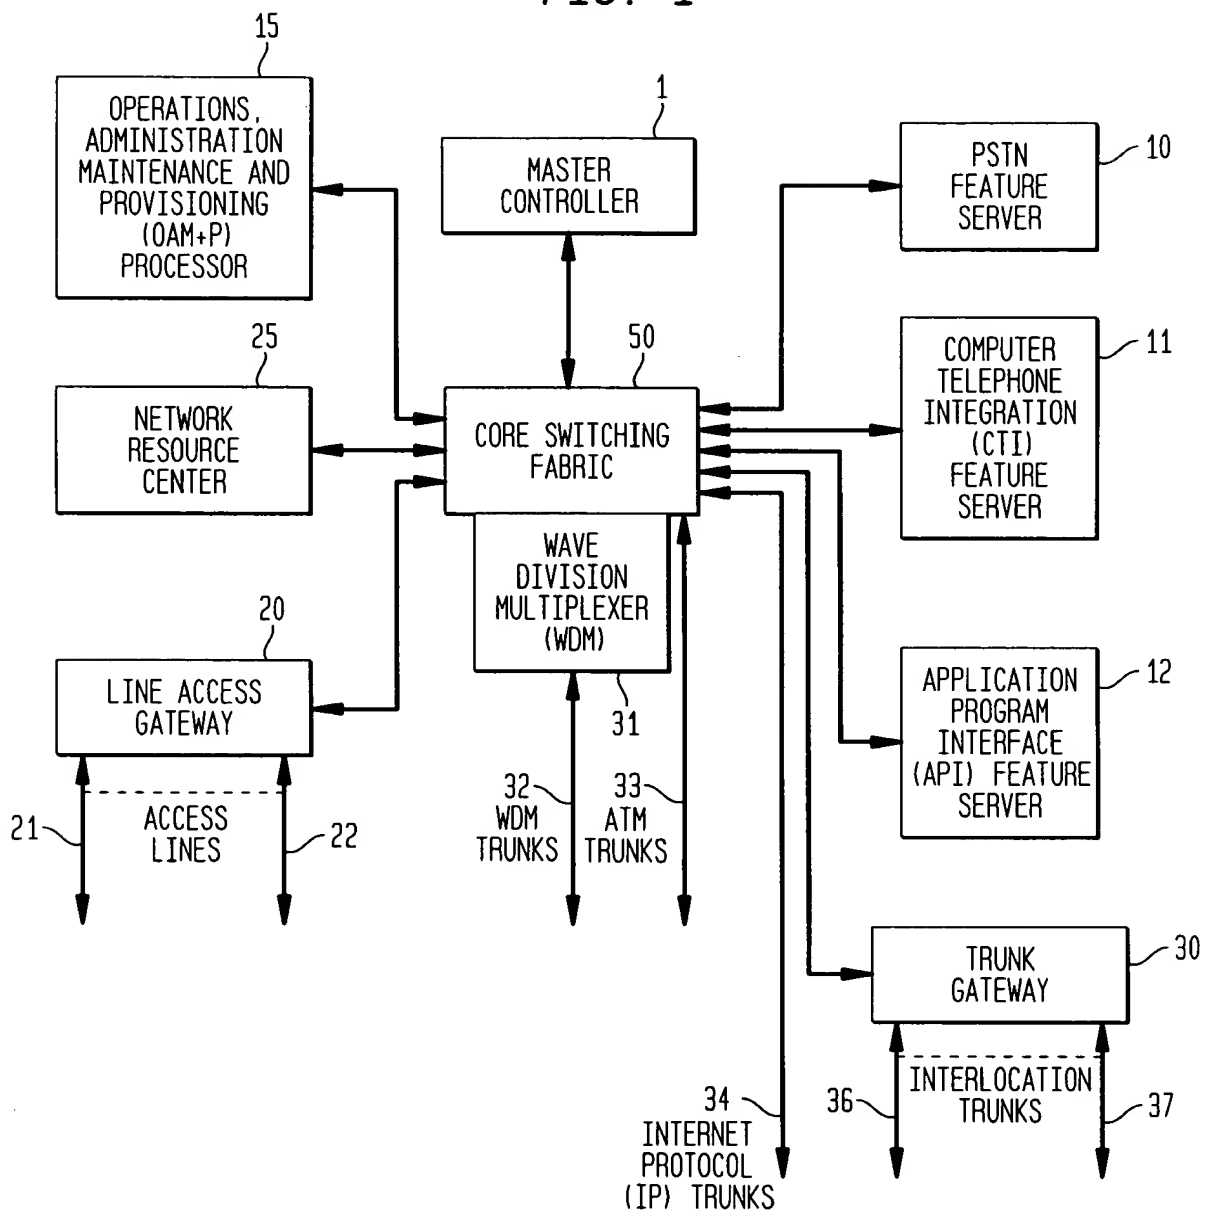 FIG. 1
15
OPERATIONS,
ADMINISTRATION
MAINTENANCE AND
PROVISIONING
(OAM+P)
PROCESSOR
1
MASTER
CONTROLLER
10
PSTN
FEATURE
SERVER
25
NETWORK
RESOURCE
CENTER
50
CORE SWITCHING
FABRIC
11
COMPUTER
TELEPHONE
INTEGRATION
(CTI)
FEATURE
SERVER
WAVE
DIVISION
MULTIPLEXER
(WDM)
31
20
LINE ACCESS
GATEWAY
12
APPLICATION
PROGRAM
INTERFACE
(API) FEATURE
SERVER
21
ACCESS
LINES
22
32
WDM
TRUNKS
33
ATM
TRUNKS
30
TRUNK
GATEWAY
34
INTERNET
PROTOCOL
(IP) TRUNKS
36
INTERLOCATION
TRUNKS
37